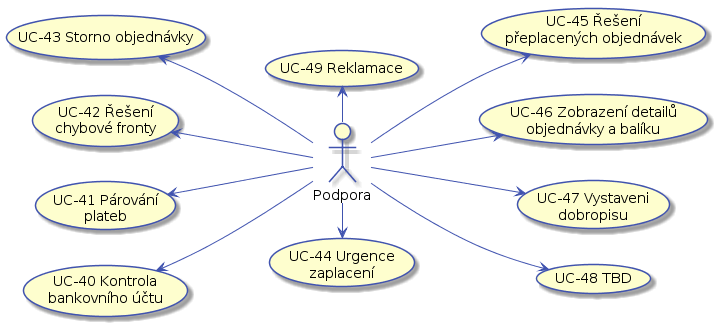 UC-43 Storno objednávky
UC-45 Řešení
přeplacených objednávek
UC-49 Reklamace
UC-42 Řešení
chybové fronty
UC-46 Zobrazení detailů
objednávky a balíku
Podpora
UC-41 Párování
plateb
UC-47 Vystaveni
dobropisu
UC-44 Urgence
zaplacení
UC-40 Kontrola
bankovního účtu
UC-48 TBD